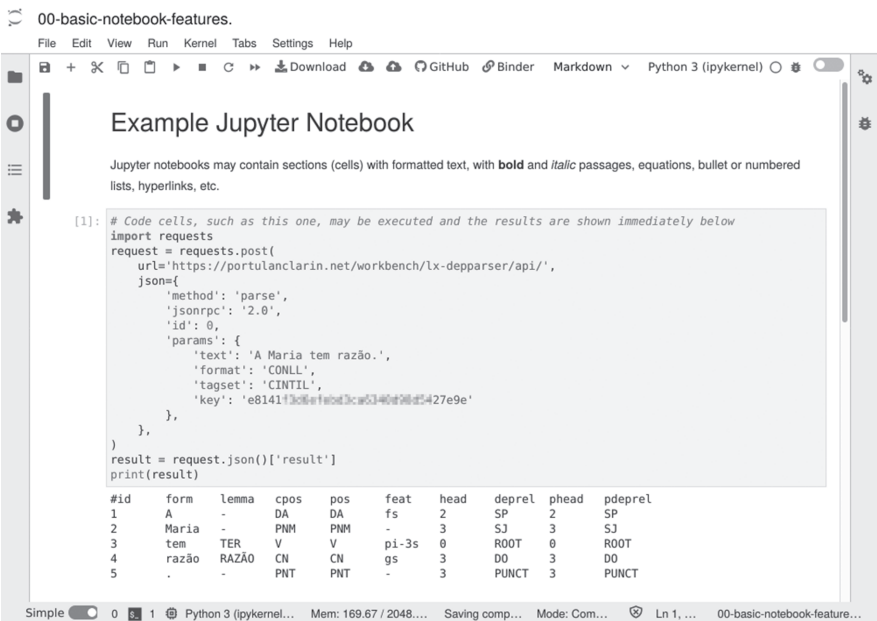 00-basic-notebook-features.
File Edit View Run Kernel Tabs Settings Help
Download GitHub Binder Markdown Python 3 (ipykernel)
Example Jupyter Notebook
Jupyter notebooks may contain sections (cells) with formatted text, with bold and italic passages, equations, bullet or numbered
lists, hyperlinks, etc.
[1]: # Code cells, such as this one, may be executed and the results are shown immediately below
import requests
request = requests.post(
    url='https://portulanclarin.net/workbench/lx-depparser/api/',
    json={
        'method': 'parse',
        'jsonrpc': '2.0',
        'id': 0,
        'params': {
            'text': 'A Maria tem razão.',
            'format': 'CONLL',
            'tagset': 'CINTIL',
            'key': 'e8141 27e9e'
        },
    },
)
result = request.json()['result']
print(result)
#id form lemma cpos pos feat head deprel phead pdeprel
1 A - DA DA fs 2 SP 2 SP
2 Maria - PNM PNM - 3 SJ 3 SJ
3 tem TER V V pi-3s 0 ROOT 0 ROOT
4 razão RAZÃO CN CN gs 3 DO 3 DO
5 . - PNT PNT - 3 PUNCT 3 PUNCT
Simple 0 1 Python 3 (ipykernel... Mem: 169.67 / 2048.... Saving comp... Mode: Com... Ln 1, ... 00-basic-notebook-feature...